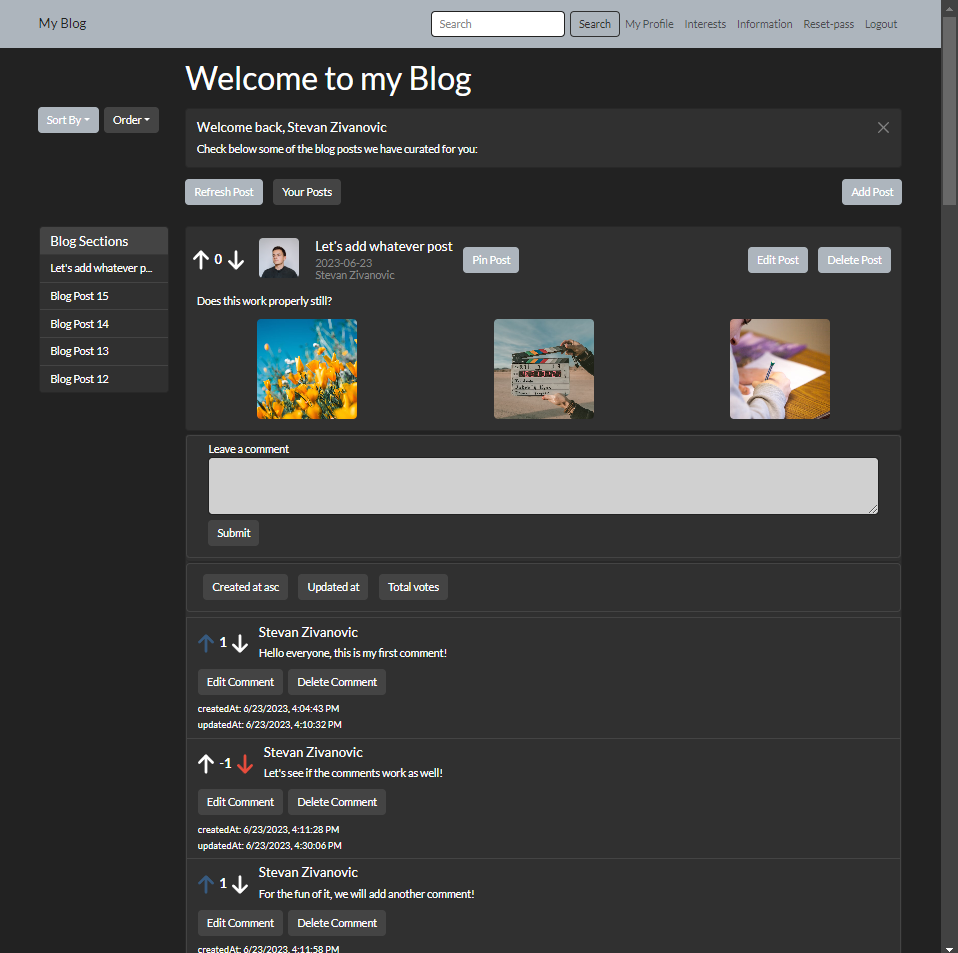 My Blog
Search
Search
My Profile
Interests
Information
Reset-pass
Logout
Welcome to my Blog
Sort By
Order
Welcome back, Stevan Zivanovic
Check below some of the blog posts we have curated for you:
Refresh Post
Your Posts
Add Post
Blog Sections
Let's add whatever p...
Blog Post 15
Blog Post 14
Blog Post 13
Blog Post 12
0
Let's add whatever post
2023-06-23
Stevan Zivanovic
Pin Post
Edit Post
Delete Post
Does this work properly still?
Leave a comment
Submit
Created at asc
Updated at
Total votes
1
Stevan Zivanovic
Hello everyone, this is my first comment!
Edit Comment
Delete Comment
createdAt: 6/23/2023, 4:04:43 PM
updatedAt: 6/23/2023, 4:10:32 PM
-1
Stevan Zivanovic
Let's see if the comments work as well!
Edit Comment
Delete Comment
createdAt: 6/23/2023, 4:11:28 PM
updatedAt: 6/23/2023, 4:30:06 PM
1
Stevan Zivanovic
For the fun of it, we will add another comment!
Edit Comment
Delete Comment
createdAt: 6/23/2023, 4:11:58 PM